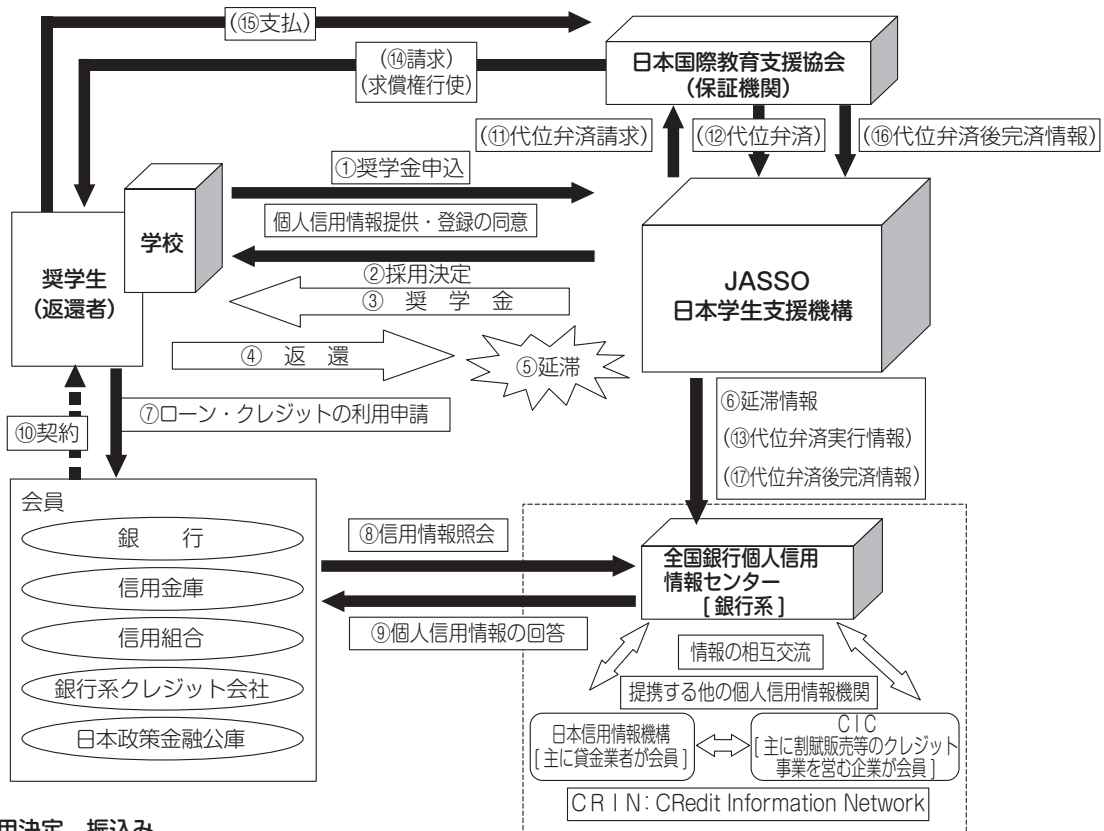 (⑮支払)
(⑭請求)
(求償権行使)
日本国際教育支援協会
(保証機関)
(⑪代位弁済請求)
(⑫代位弁済)
(⑯代位弁済後完済情報)
①奨学金申込
個人信用情報提供・登録の同意
学校
奨学生
(返還者)
②採用決定
③ 奨 学 金
JASSO
日本学生支援機構
④ 返 還
⑤延滞
⑥延滞情報
(⑬代位弁済実行情報)
(⑰代位弁済後完済情報)
⑦ローン・クレジットの利用申請
⑩契約
会員
銀 行
信用金庫
信用組合
銀行系クレジット会社
日本政策金融公庫
⑧信用情報照会
⑨個人信用情報の回答
全国銀行個人信用
情報センター
[ 銀行系 ]
情報の相互交流
提携する他の個人信用情報機関
日本信用情報機構
[ 主に貸金業者が会員 ]
C I C
[ 主に割賦販売等のクレジット
事業を営む企業が会員 ]
C R I N : CRedit Information Network